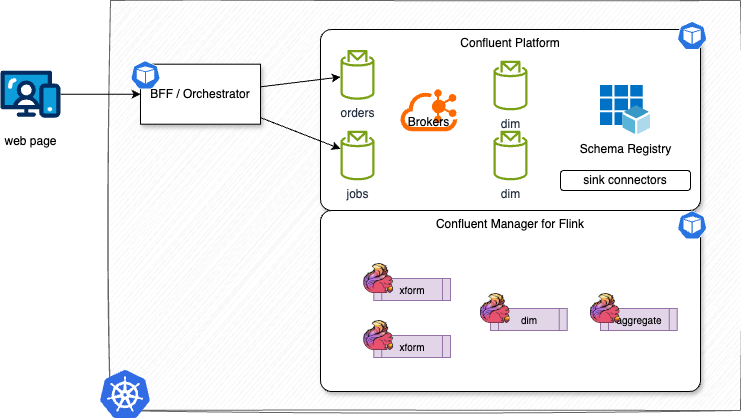 Confluent Platform
BFF / Orchestrator
web page
orders
Brokers
dim
Schema Registry
jobs
dim
sink connectors
Confluent Manager for Flink
xform
dim
aggregate
xform